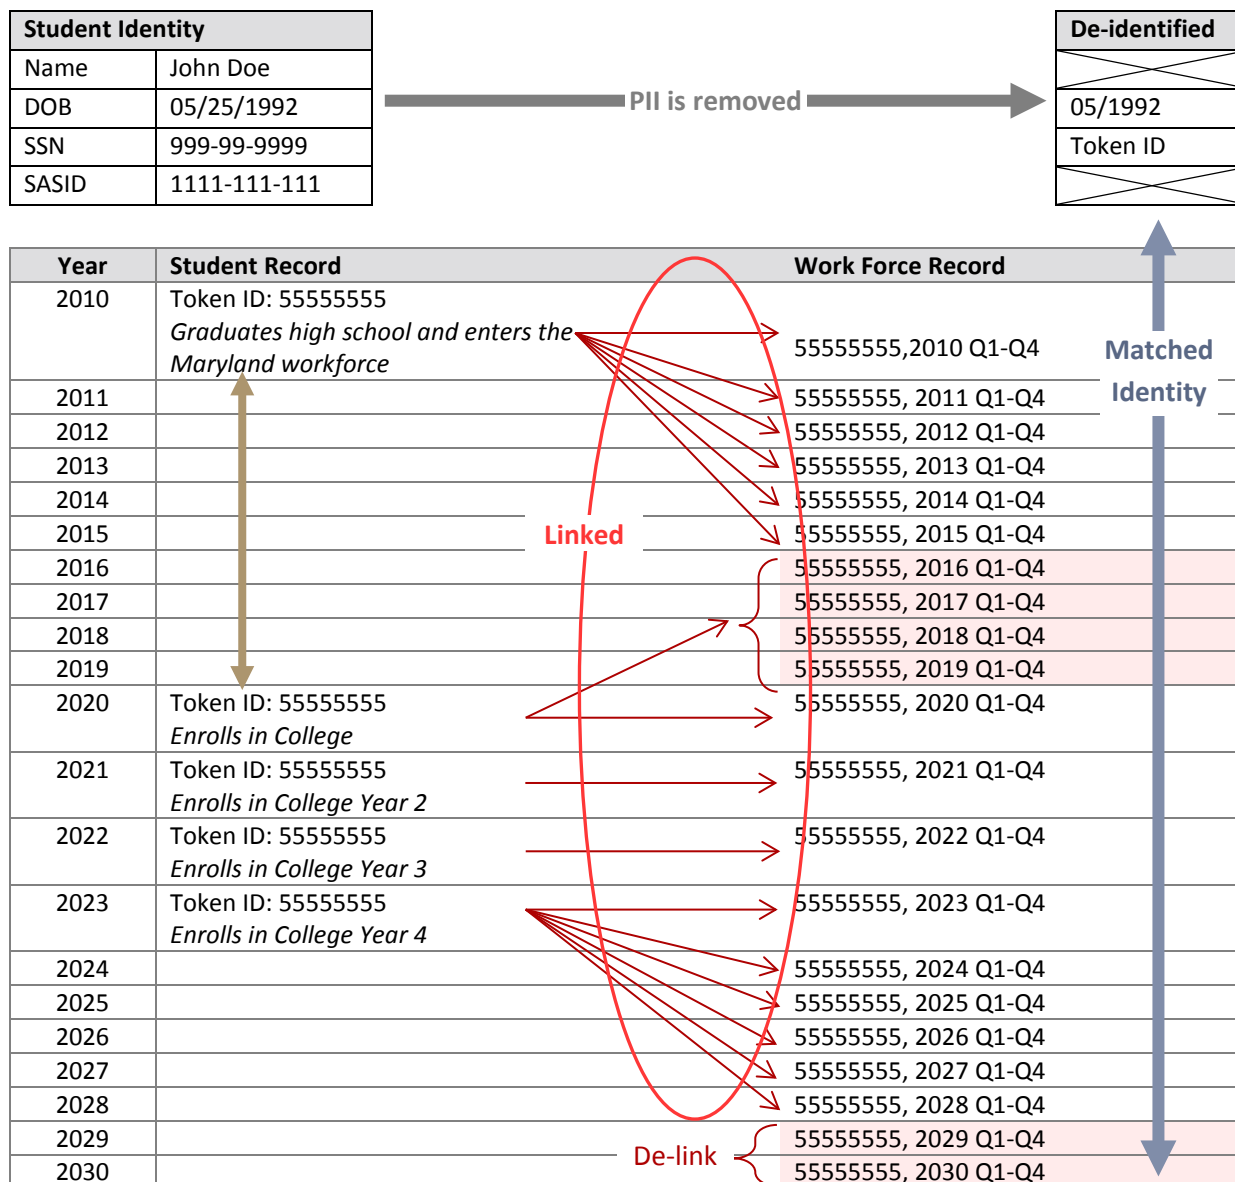 Student Identity
De-identified
Name John Doe
DOB 05/25/1992
PII is removed
05/1992
SSN 999-99-9999
Token ID
SASID 1111-111-111
Year Student Record Work Force Record
2010 Token ID: 55555555
Graduates high school and enters the
Maryland workforce
55555555,2010 Q1-Q4
Matched
Identity
2011 55555555, 2011 Q1-Q4
2012 55555555, 2012 Q1-Q4
2013 55555555, 2013 Q1-Q4
2014 55555555, 2014 Q1-Q4
2015 55555555, 2015 Q1-Q4
Linked
2016 55555555, 2016 Q1-Q4
2017 55555555, 2017 Q1-Q4
2018 55555555, 2018 Q1-Q4
2019 55555555, 2019 Q1-Q4
2020 Token ID: 55555555 55555555, 2020 Q1-Q4
Enrolls in College
2021 Token ID: 55555555 55555555, 2021 Q1-Q4
Enrolls in College Year 2
2022 Token ID: 55555555 55555555, 2022 Q1-Q4
Enrolls in College Year 3
2023 Token ID: 55555555 55555555, 2023 Q1-Q4
Enrolls in College Year 4
2024 55555555, 2024 Q1-Q4
2025 55555555, 2025 Q1-Q4
2026 55555555, 2026 Q1-Q4
2027 55555555, 2027 Q1-Q4
2028 55555555, 2028 Q1-Q4
2029 55555555, 2029 Q1-Q4
De-link
2030 55555555, 2030 Q1-Q4